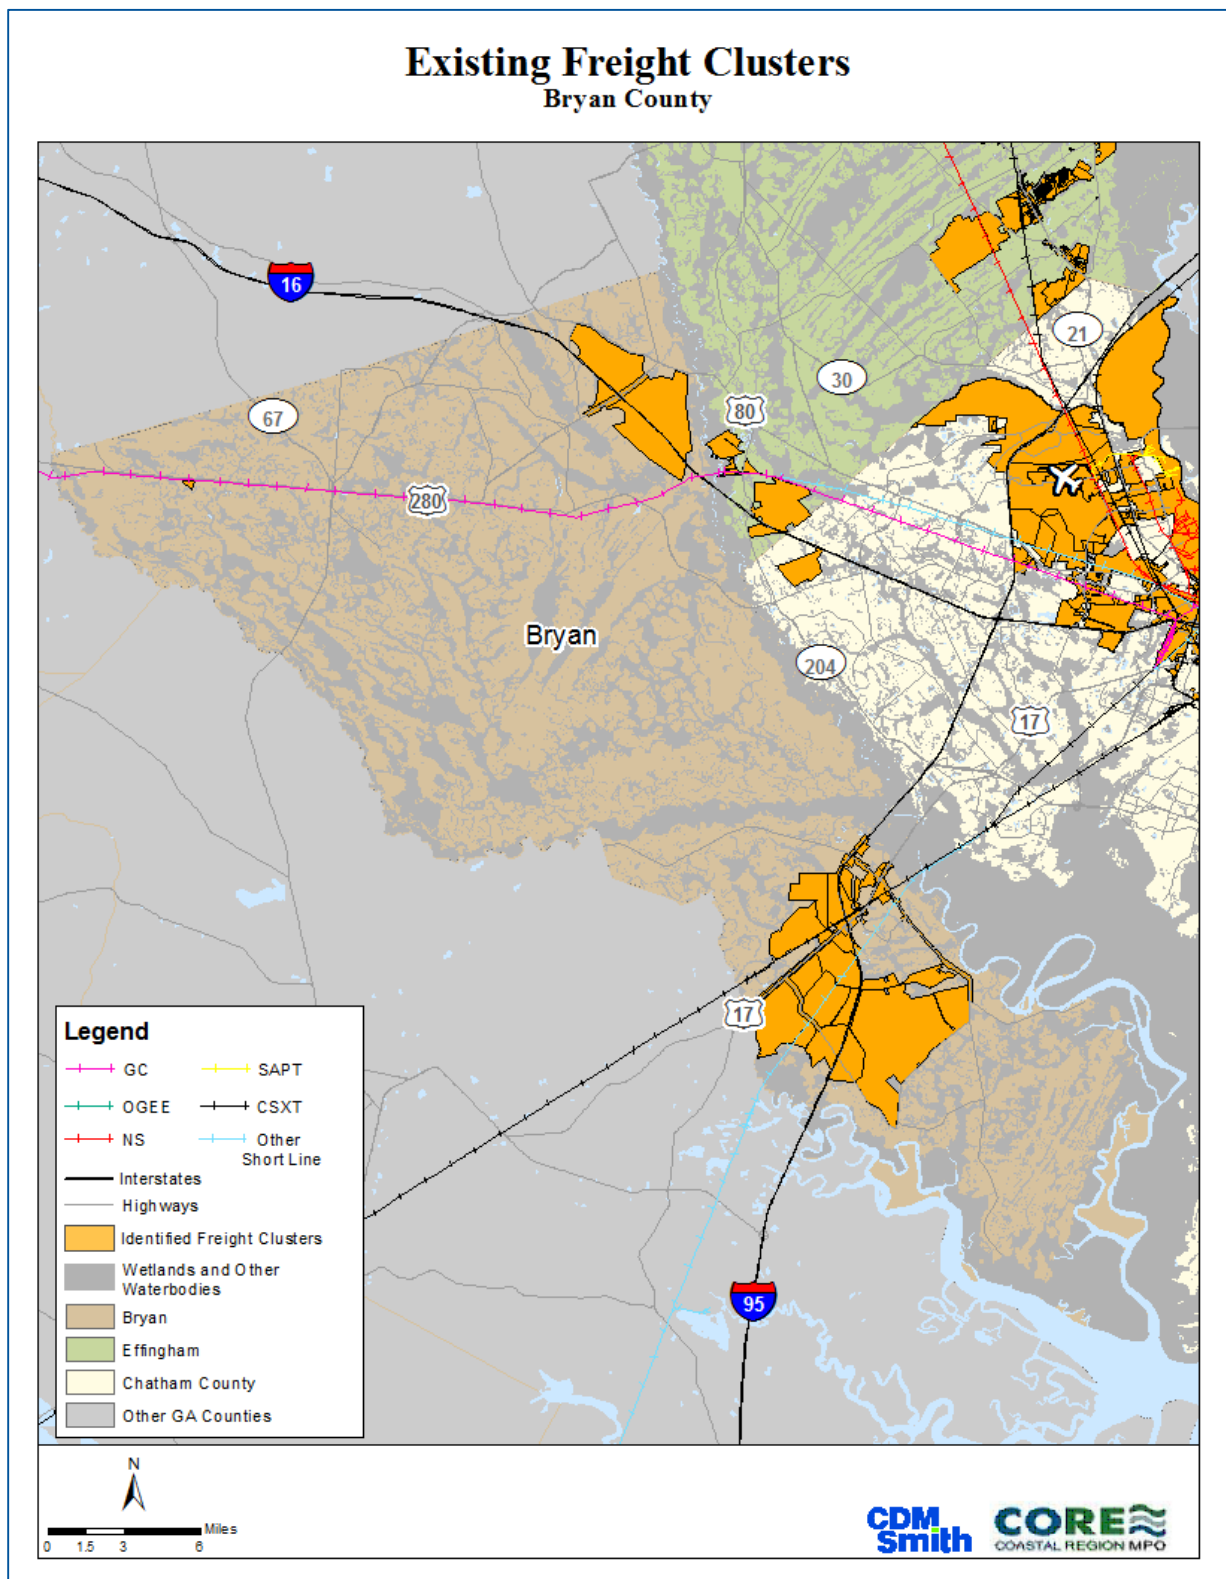 Existing Freight Clusters
Bryan County
16
21
30
80
67
280
Bryan
204
17
17
95
Legend
GC
SAPT
OGEE
CSXT
NS
Other
Short Line
Interstates
Highways
Identified Freight Clusters
Wetlands and Other
Waterbodies
Bryan
Effingham
Chatham County
Other GA Counties
N
Miles
0 1.5 3 6
CDM
Smith
CORE
COASTAL REGION MPO